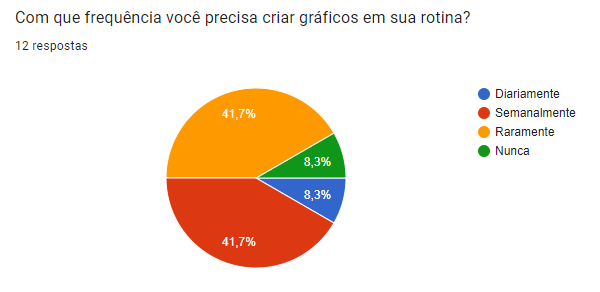 Com que frequência você precisa criar gráficos em sua rotina?
12 respostas
41,7%
8,3%
8,3%
41,7%
Diariamente
Semanalmente
Raramente
Nunca